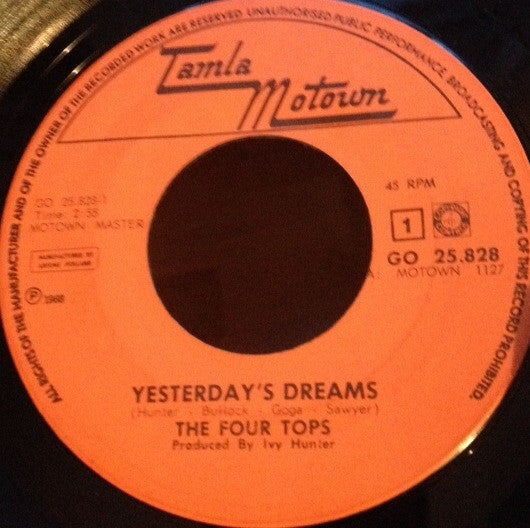 ALL RIGHTS OF THE MANUFACTURER AND OF THE OWNER OF THE RECORDED WORK ARE RESERVED UNAUTHORISED PUBLIC PERFORMANCE, BROADCASTING AND COPYING OF THIS RECORD PROHIBITED.
Tamla
Motown
45 RPM
GO 25.828-1
Time: 2:55
MOTOWN: MASTER
1
GO 25.828
A: MOTOWN 1127
MANUFACTURED BY
P 1968
YESTERDAY'S DREAMS
(Hunter - Bullock - Goga - Sawyer)
THE FOUR TOPS
Produced By Ivy Hunter